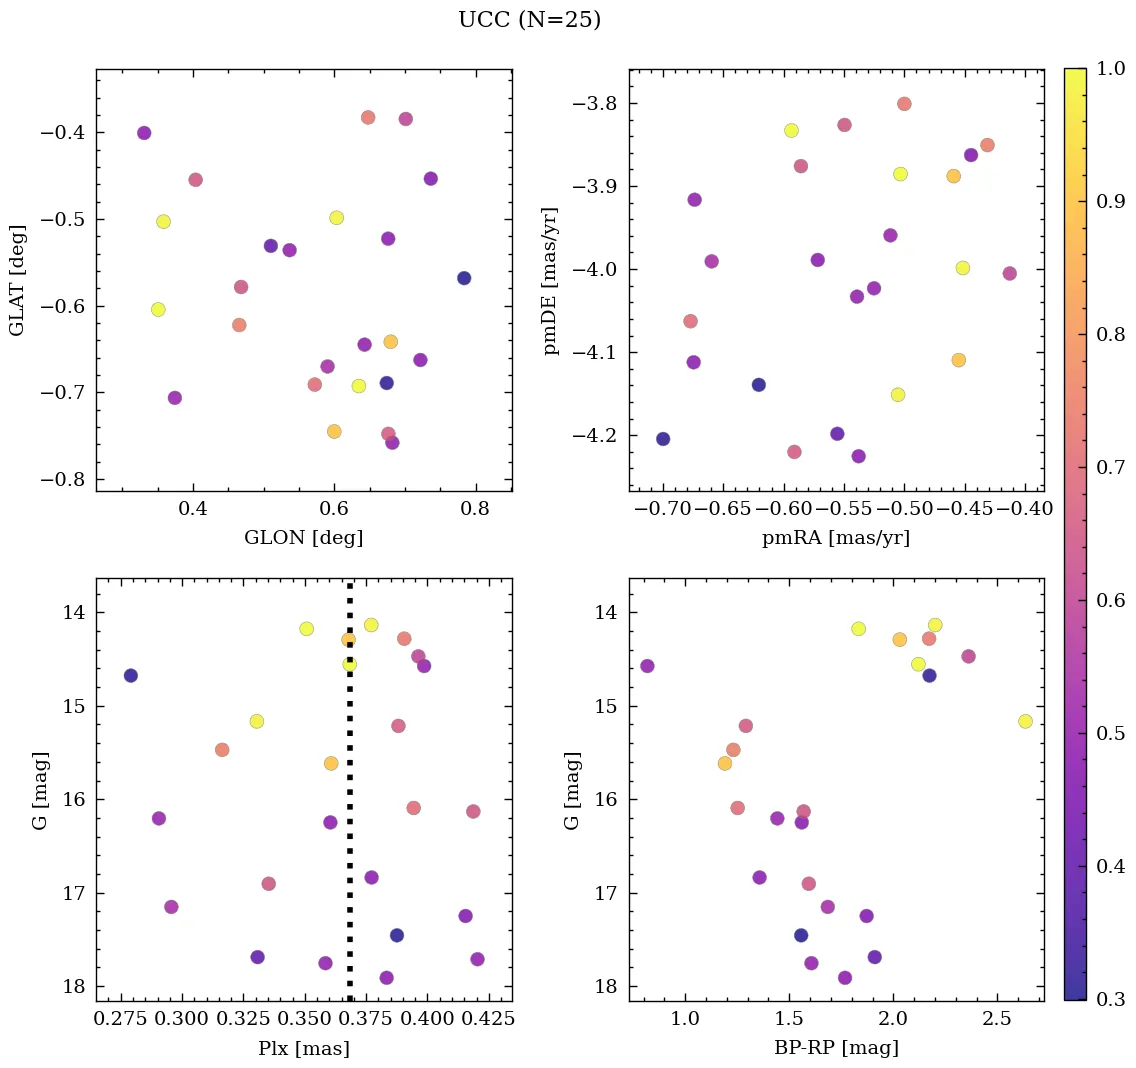 UCC (N=25)
−0.4
−0.5
−0.6
−0.7
−0.8
GLAT [deg]
0.4 0.6 0.8
GLON [deg]
−3.8
−3.9
−4.0
−4.1
−4.2
pmDE [mas/yr]
−0.70 −0.65 −0.60 −0.55 −0.50 −0.45 −0.40
pmRA [mas/yr]
14
15
16
17
18
G [mag]
0.275 0.300 0.325 0.350 0.375 0.400 0.425
Plx [mas]
14
15
16
17
18
G [mag]
1.0 1.5 2.0 2.5
BP-RP [mag]
1.0
0.9
0.8
0.7
0.6
0.5
0.4
0.3